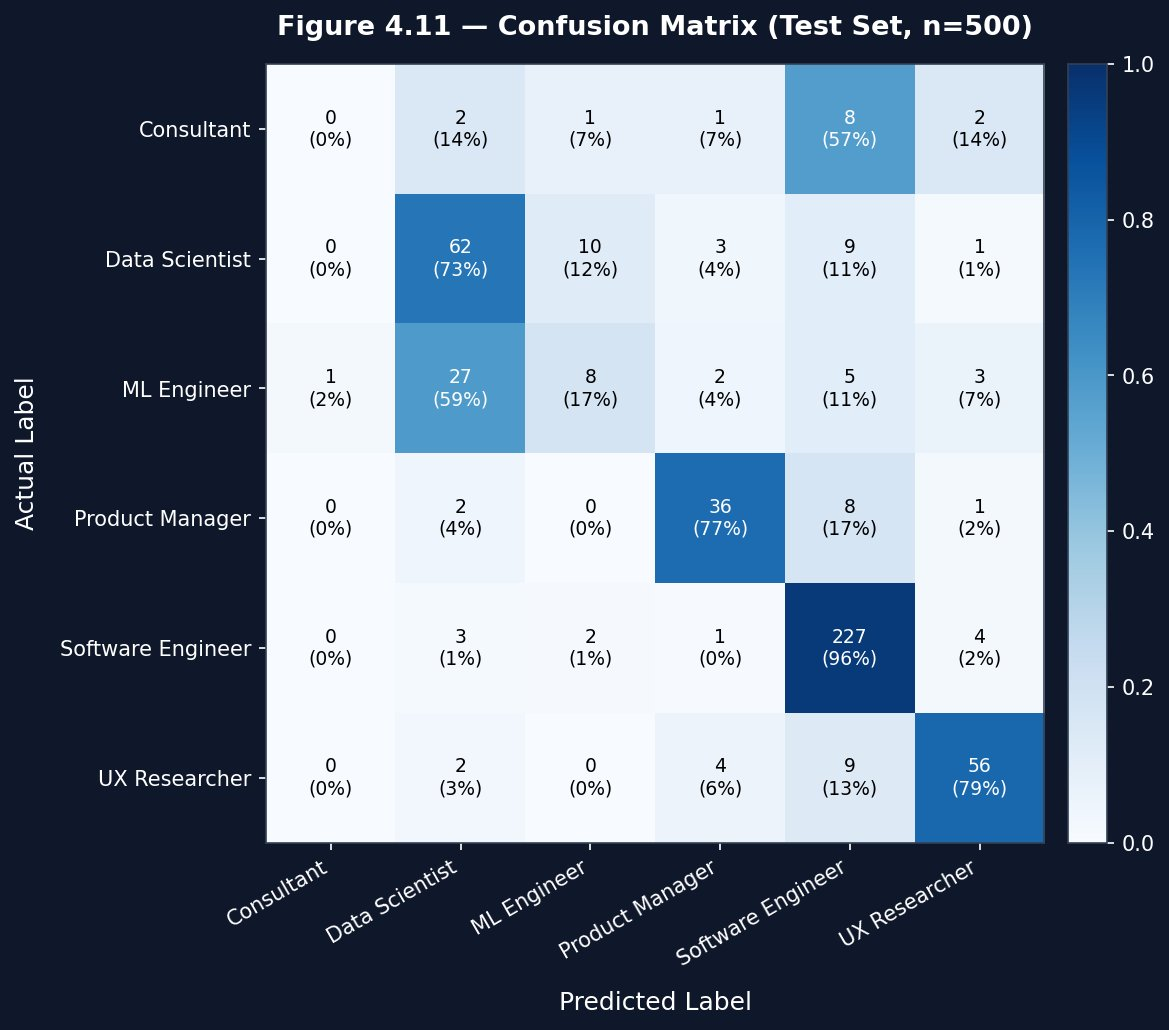 Figure 4.11 — Confusion Matrix (Test Set, n=500)
Actual Label
Consultant
0 2 1 1 8 2
(0%) (14%) (7%) (7%) (57%) (14%)
Data Scientist
0 62 10 3 9 1
(0%) (73%) (12%) (4%) (11%) (1%)
ML Engineer
1 27 8 2 5 3
(2%) (59%) (17%) (4%) (11%) (7%)
Product Manager
0 2 0 36 8 1
(0%) (4%) (0%) (77%) (17%) (2%)
Software Engineer
0 3 2 1 227 4
(0%) (1%) (1%) (0%) (96%) (2%)
UX Researcher
0 2 0 4 9 56
(0%) (3%) (0%) (6%) (13%) (79%)
Consultant
Data Scientist
ML Engineer
Product Manager
Software Engineer
UX Researcher
Predicted Label
1.0
0.8
0.6
0.4
0.2
0.0